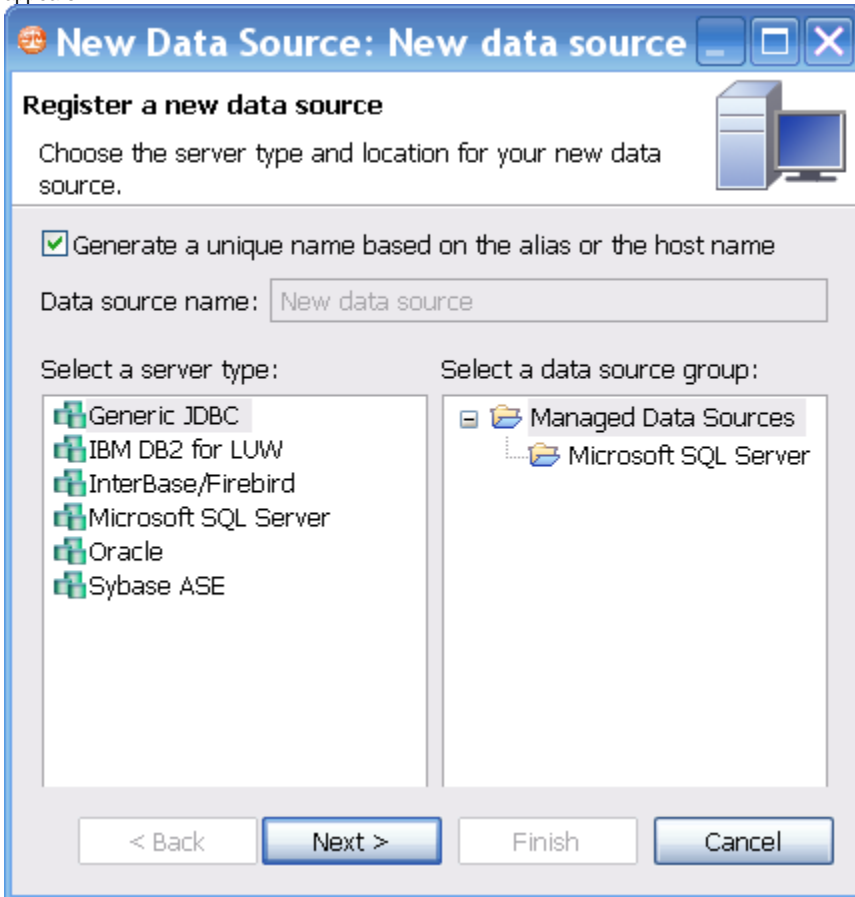 New Data Source: New data source
Register a new data source
Choose the server type and location for your new data
source.
Generate a unique name based on the alias or the host name
Data source name: New data source
Select a server type:
Select a data source group:
Generic JDBC
IBM DB2 for LUW
InterBase/Firebird
Microsoft SQL Server
Oracle
Sybase ASE
Managed Data Sources
Microsoft SQL Server
< Back
Next >
Finish
Cancel